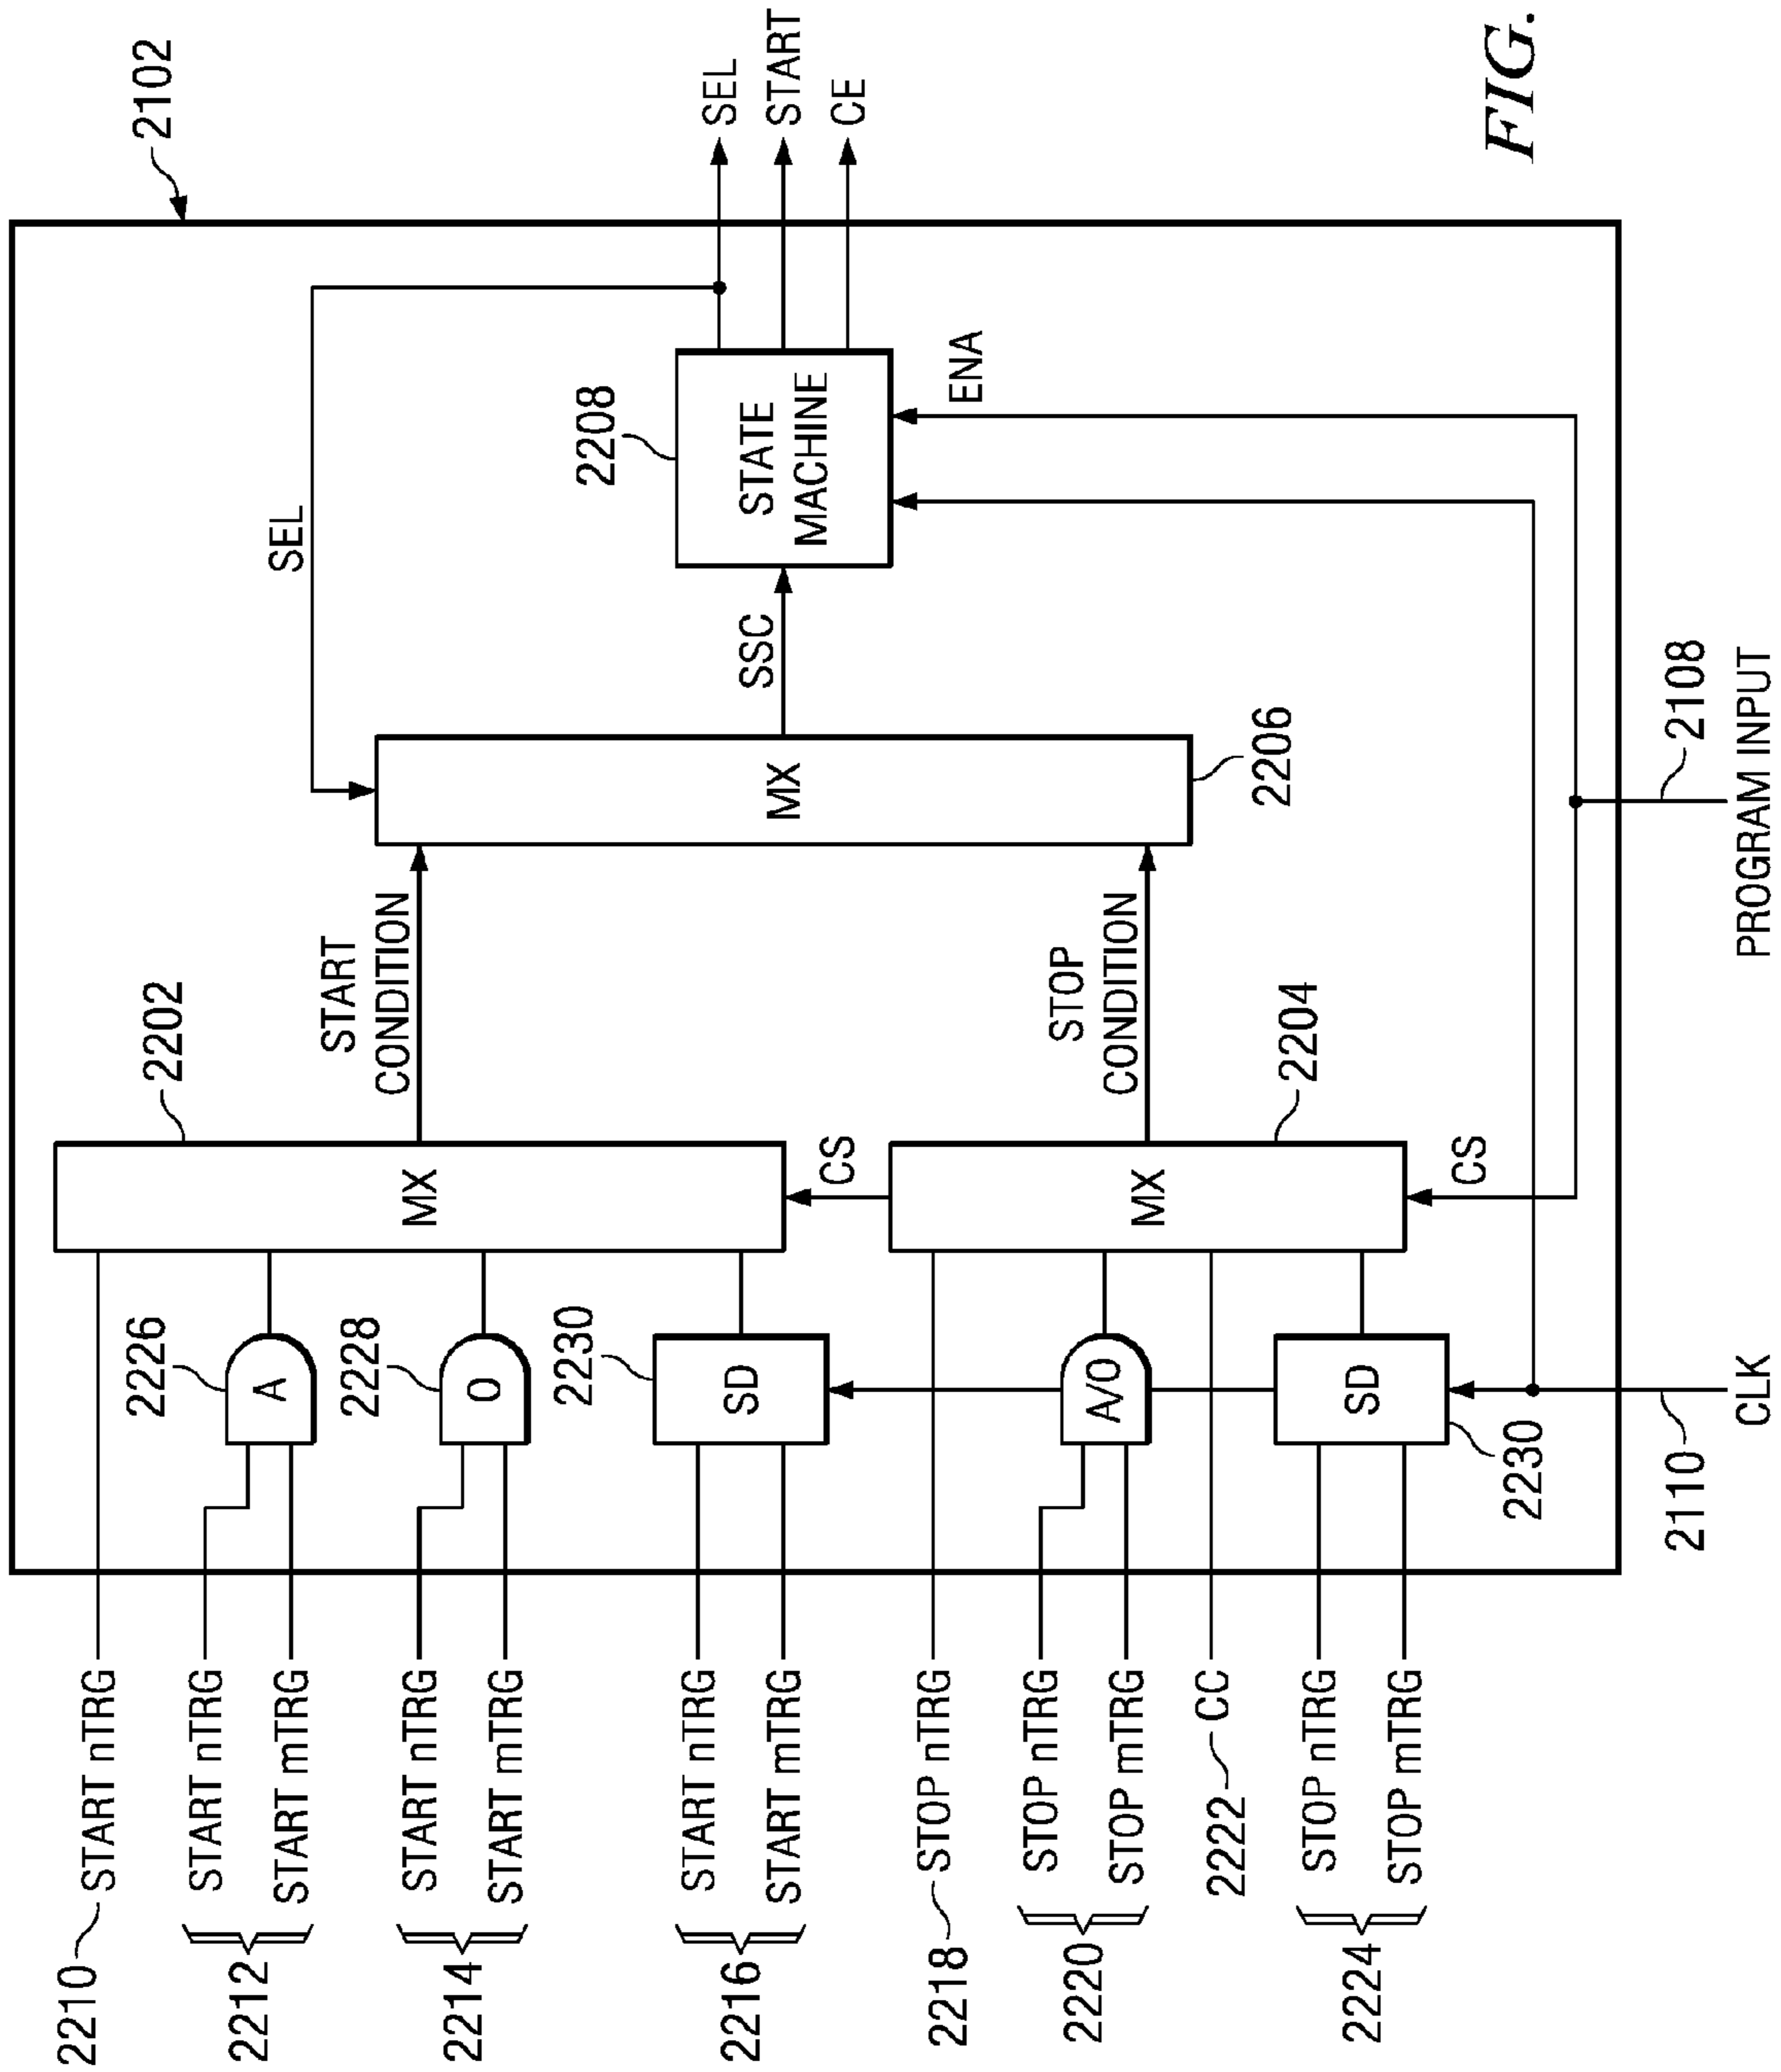 2102
SEL
START
CE
SEL
2208
STATE
MACHINE
ENA
SSC
MX
2206
START
CONDITION
STOP
CONDITION
2202
MX
CS
2204
MX
CS
2226
A
2228
O
2230
SD
A/O
SD
2230
2210 START nTRG
2212
START nTRG
START mTRG
2214
START nTRG
START mTRG
2216
START nTRG
START mTRG
2218 STOP nTRG
2220
STOP nTRG
STOP mTRG
2222 CC
2224
STOP nTRG
STOP mTRG
2110
CLK
2108
PROGRAM INPUT
FIG.